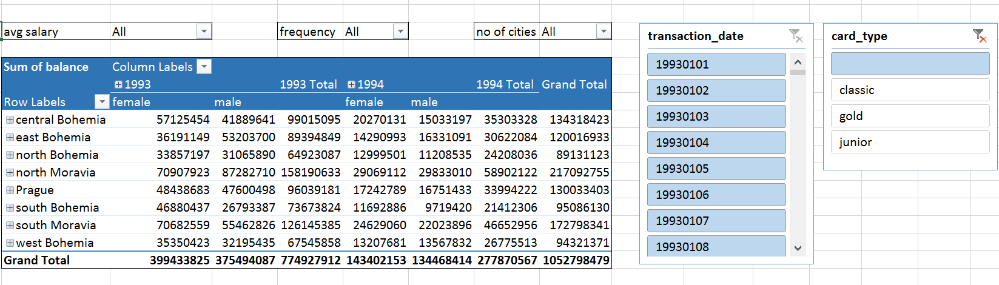 avg salary All frequency All no of cities All
Sum of balance Column Labels
1993 1993 Total 1994 1994 Total Grand Total
Row Labels female male female male
central Bohemia 57125454 41889641 99015095 20270131 15033197 35303328 134318423
east Bohemia 36191149 53203700 89394849 14290993 16331091 30622084 120016933
north Bohemia 33857197 31065890 64923087 12999501 11208535 24208036 89131123
north Moravia 70907923 87282710 158190633 29069112 29833010 58902122 217092755
Prague 48438683 47600498 96039181 17242789 16751433 33994222 130033403
south Bohemia 46880437 26793387 73673824 11692886 9719420 21412306 95086130
south Moravia 70682559 55462826 126145385 24629060 22023896 46652956 172798341
west Bohemia 35350423 32195435 67545858 13207681 13567832 26775513 94321371
Grand Total 399433825 375494087 774927912 143402153 134468414 277870567 1052798479
transaction_date
19930101
19930102
19930103
19930104
19930105
19930106
19930107
19930108
card_type
classic
gold
junior